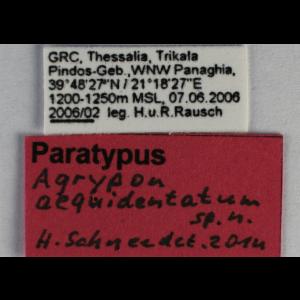 GRC, Thessalia, Trikala
Pindos-Geb.,WNW Panaghia,
39°48'27"N / 21°18'27"E
1200-1250m MSL, 07.06.2006
2006/02 leg. H.u.R.Rausch
Paratypus
Agrypon
aequidentatum
sp.n.
H. Schnee det. 2014